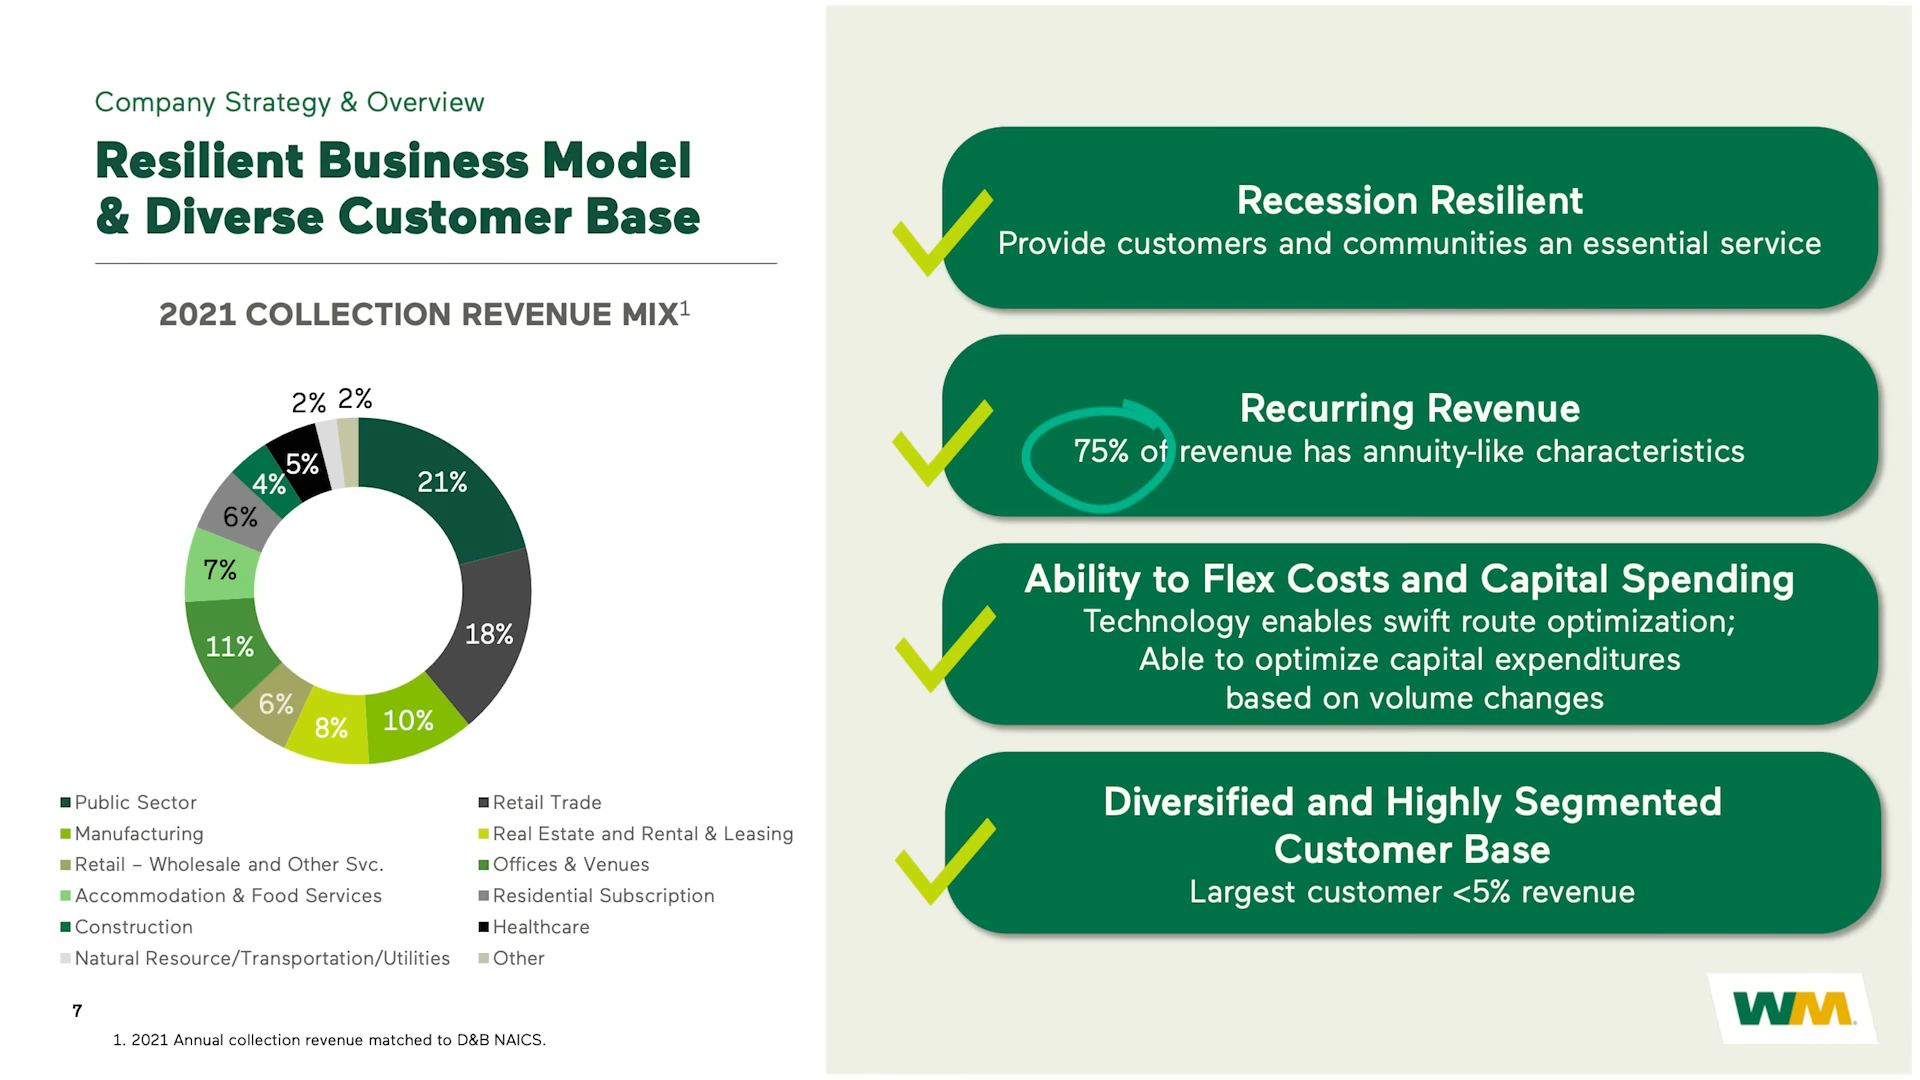 Company Strategy & Overview
Resilient Business Model
& Diverse Customer Base
2021 COLLECTION REVENUE MIX1
2% 2%
21%
18%
10%
8%
6%
11%
7%
6%
4%
5%
Public Sector
Retail Trade
Manufacturing
Real Estate and Rental & Leasing
Retail – Wholesale and Other Svc.
Offices & Venues
Accommodation & Food Services
Residential Subscription
Construction
Healthcare
Natural Resource/Transportation/Utilities
Other
7
1. 2021 Annual collection revenue matched to D&B NAICS.
Recession Resilient
Provide customers and communities an essential service
Recurring Revenue
75% of revenue has annuity-like characteristics
Ability to Flex Costs and Capital Spending
Technology enables swift route optimization;
Able to optimize capital expenditures
based on volume changes
Diversified and Highly Segmented
Customer Base
Largest customer <5% revenue
WM